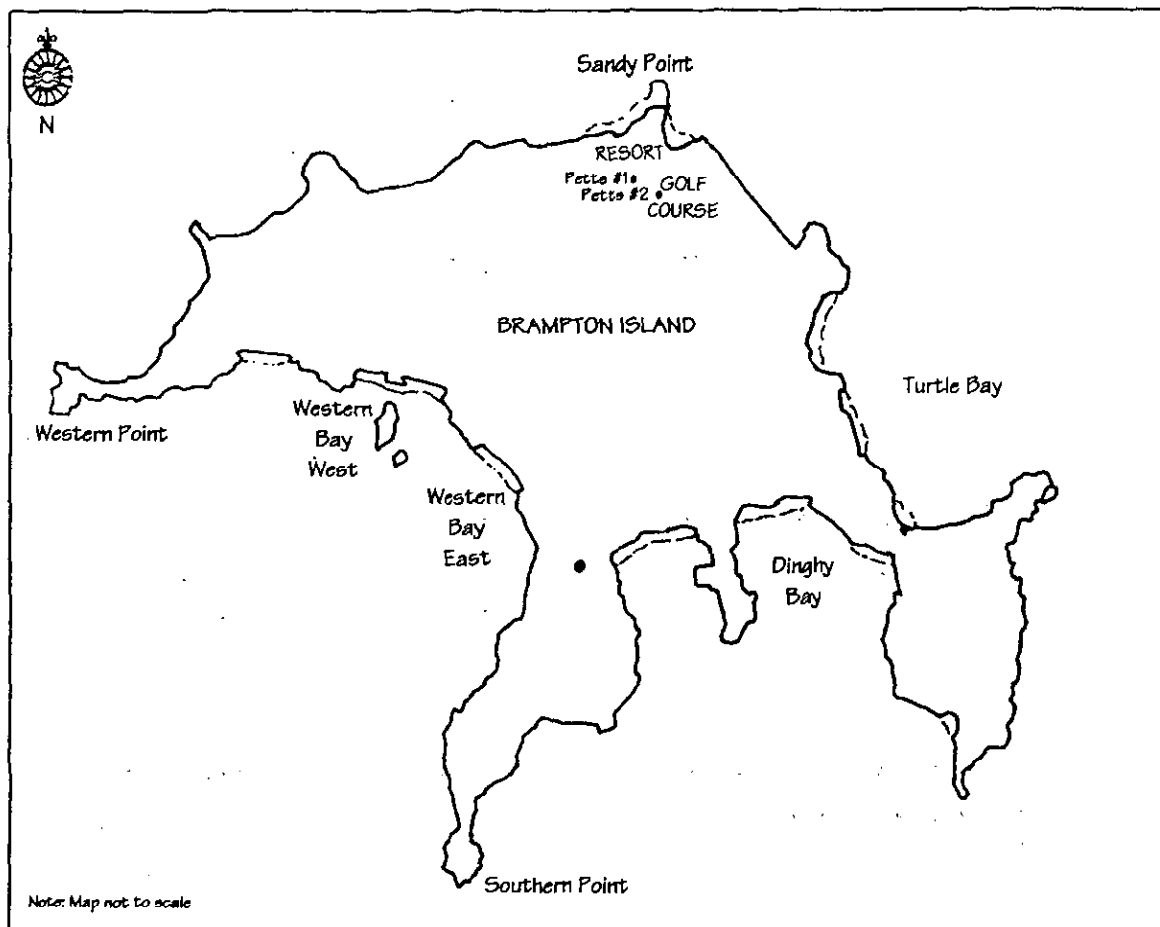 Sandy Point
N
RESORT
Petts #1
GOLF
Petts #2
COURSE
BRAMPTON ISLAND
Turtle Bay
Western Point
Western
Bay
West
Western
Bay
East
Dinghy
Bay
Southern Point
Note: Map not to scale